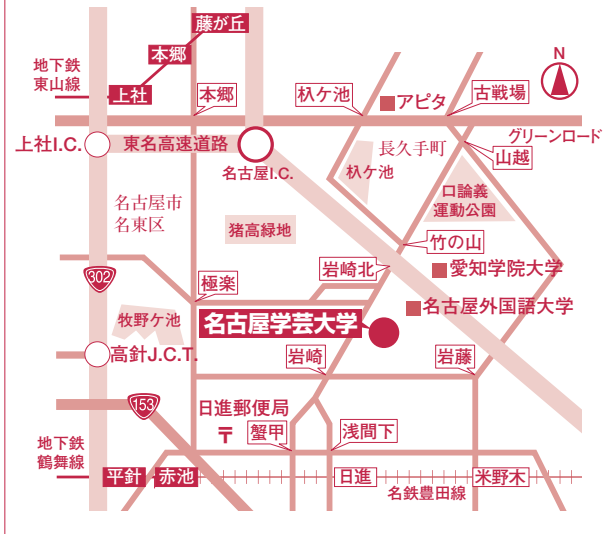 藤が丘
本郷
地下鉄
東山線
上社
本郷
杁ケ池
アピタ
古戦場
N
上社I.C.
東名高速道路
名古屋I.C.
長久手町
グリーンロード
山越
杁ケ池
口論義
運動公園
名古屋市
名東区
猪高緑地
竹の山
岩崎北
愛知学院大学
302
極楽
名古屋外国語大学
牧野ケ池
名古屋学芸大学
高針J.C.T.
岩崎
岩藤
153
日進郵便局
〒
蟹甲
浅間下
地下鉄
鶴舞線
平針
赤池
日進
米野木
名鉄豊田線